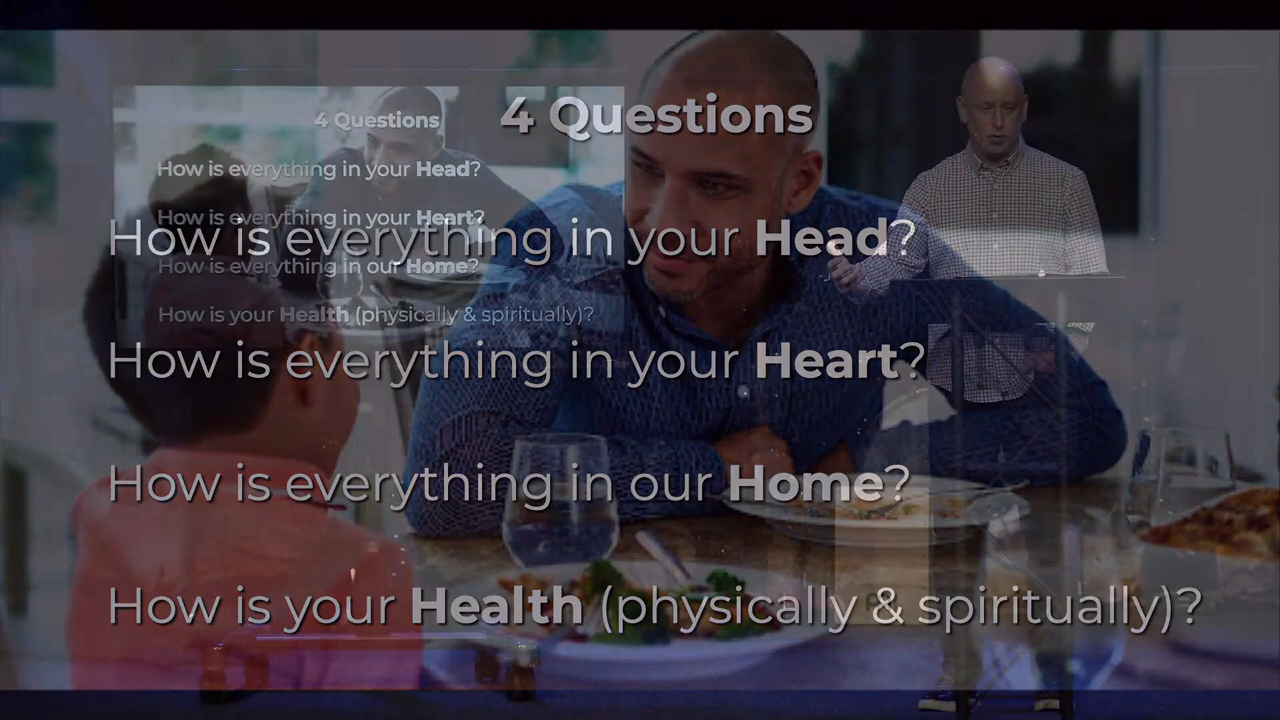 4 Questions
How is everything in your Head?
How is everything in your Heart?
How is everything in our Home?
How is your Health (physically & spiritually)?
4 Questions
How is everything in your Head?
How is everything in your Heart?
How is everything in our Home?
How is your Health (physically & spiritually)?